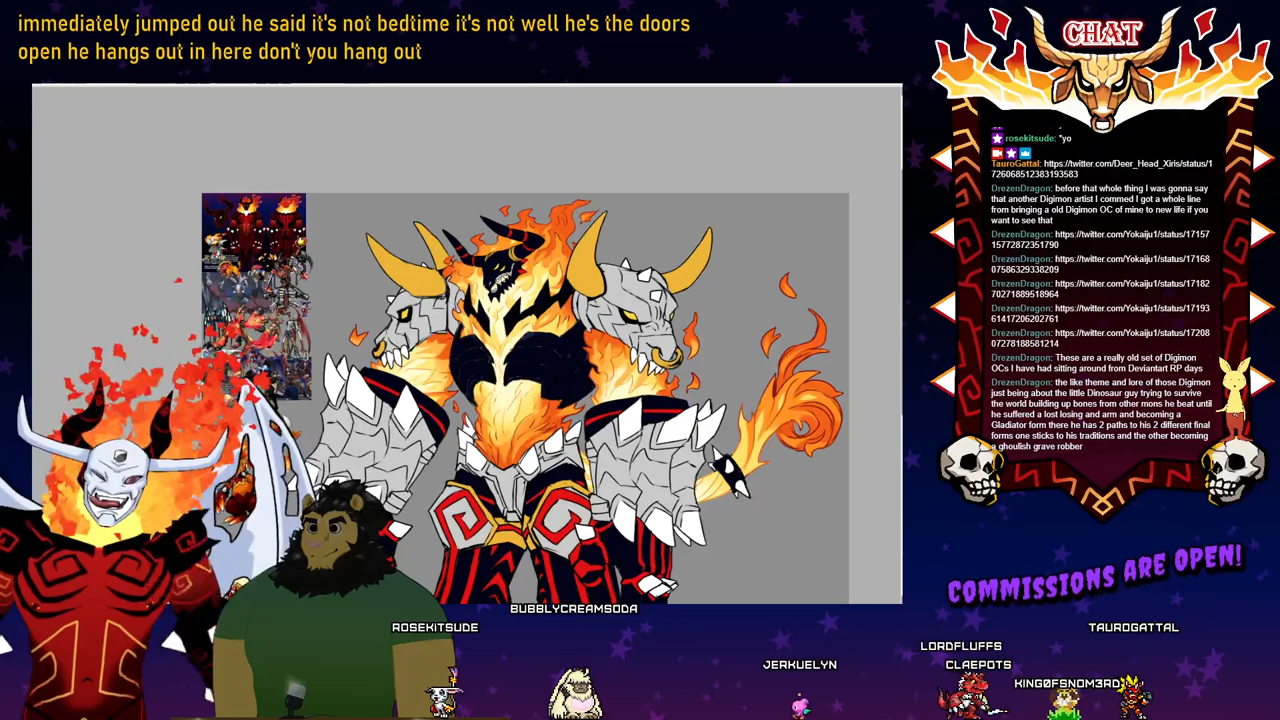 immediately jumped out he said it's not bedtime it's not well he's the doors
open he hangs out in here don't you hang out
CHAT
rosekitsude: *yo
TauroGattal: https://twitter.com/Deer_Head_Xiris/status/1
726068512383193583
DrezenDragon: before that whole thing I was gonna say
that another Digimon artist I commed I got a whole line
from bringing a old Digimon OC of mine to new life if you
want to see that
DrezenDragon: https://twitter.com/Yokaiju1/status/17157
15772872351790
DrezenDragon: https://twitter.com/Yokaiju1/status/17168
07586329338209
DrezenDragon: https://twitter.com/Yokaiju1/status/17182
70271889518964
DrezenDragon: https://twitter.com/Yokaiju1/status/17193
61417206202761
DrezenDragon: https://twitter.com/Yokaiju1/status/17208
07278188581214
DrezenDragon: These are a really old set of Digimon
OCs I have had sitting around from Deviantart RP days
DrezenDragon: the like theme and lore of those Digimon
just being about the little Dinosaur guy trying to survive
the world building up bones from other mons he beat until
he suffered a lost losing and arm and becoming a
Gladiator form there he has 2 paths to his 2 different final
forms one sticks to his traditions and the other becoming
a ghoulish grave robber
COMMISSIONS ARE OPEN!
BUBBLYCREAMSODA
ROSEKITSUDE
TAUROGATTAL
LORDFLUFFS
JERKUELYN
CLAEPOTS
KING0FSNOM3RD